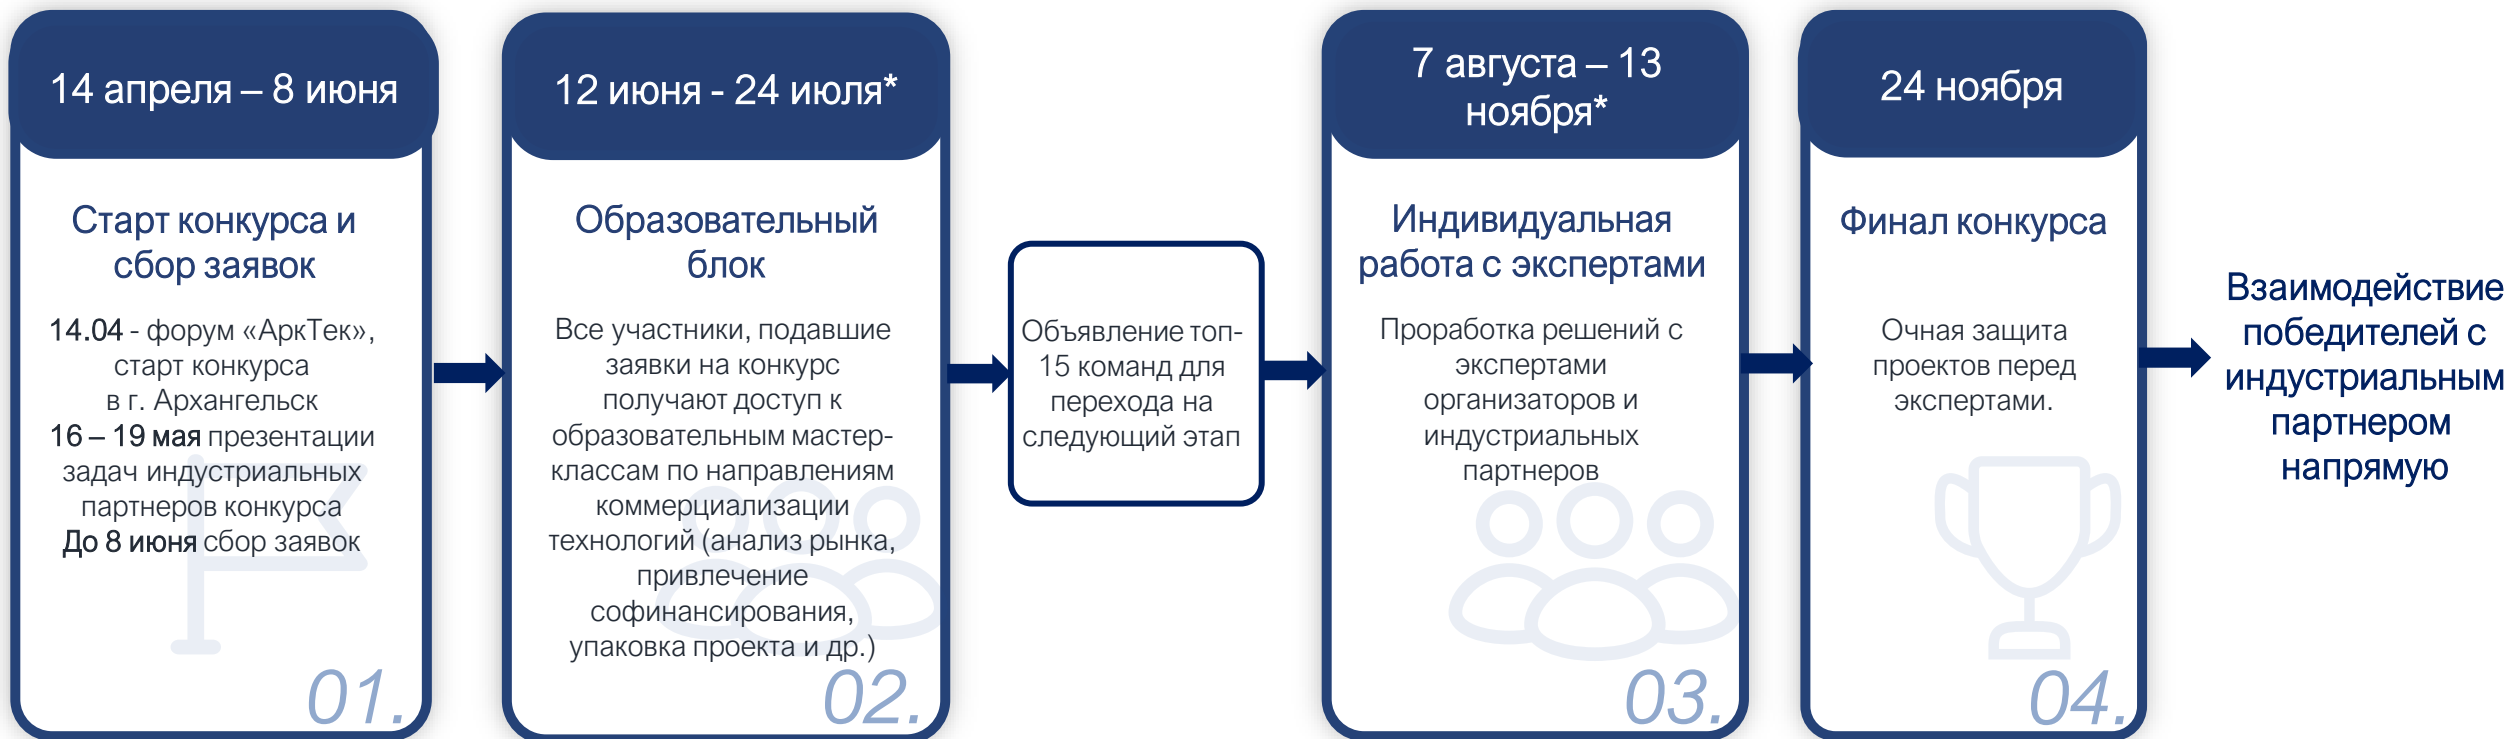 14 апреля – 8 июня
Старт конкурса и
сбор заявок
14.04 - форум «АркТек»,
старт конкурса
в г. Архангельск
16 – 19 мая презентации
задач индустриальных
партнеров конкурса
До 8 июня сбор заявок
01.
12 июня - 24 июля*
Образовательный
блок
Все участники, подавшие
заявки на конкурс
получают доступ к
образовательным мастер-
классам по направлениям
коммерциализации
технологий (анализ рынка,
привлечение
софинансирования,
упаковка проекта и др.)
02.
Объявление топ-
15 команд для
перехода на
следующий этап
7 августа – 13
ноября*
Индивидуальная
работа с экспертами
Проработка решений с
экспертами
организаторов и
индустриальных
партнеров
03.
24 ноября
Финал конкурса
Очная защита
проектов перед
экспертами.
04.
Взаимодействие
победителей с
индустриальным
партнером
напрямую